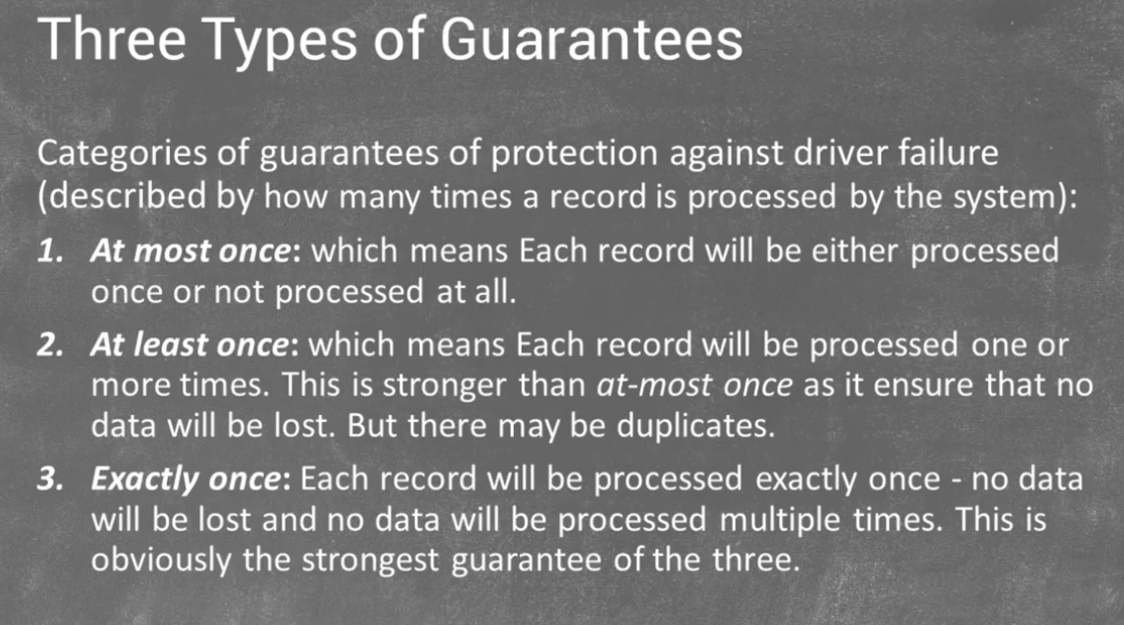 Three Types of Guarantees
Categories of guarantees of protection against driver failure
(described by how many times a record is processed by the system):
1. At most once: which means Each record will be either processed
once or not processed at all.
2. At least once: which means Each record will be processed one or
more times. This is stronger than at-most once as it ensure that no
data will be lost. But there may be duplicates.
3. Exactly once: Each record will be processed exactly once - no data
will be lost and no data will be processed multiple times. This is
obviously the strongest guarantee of the three.